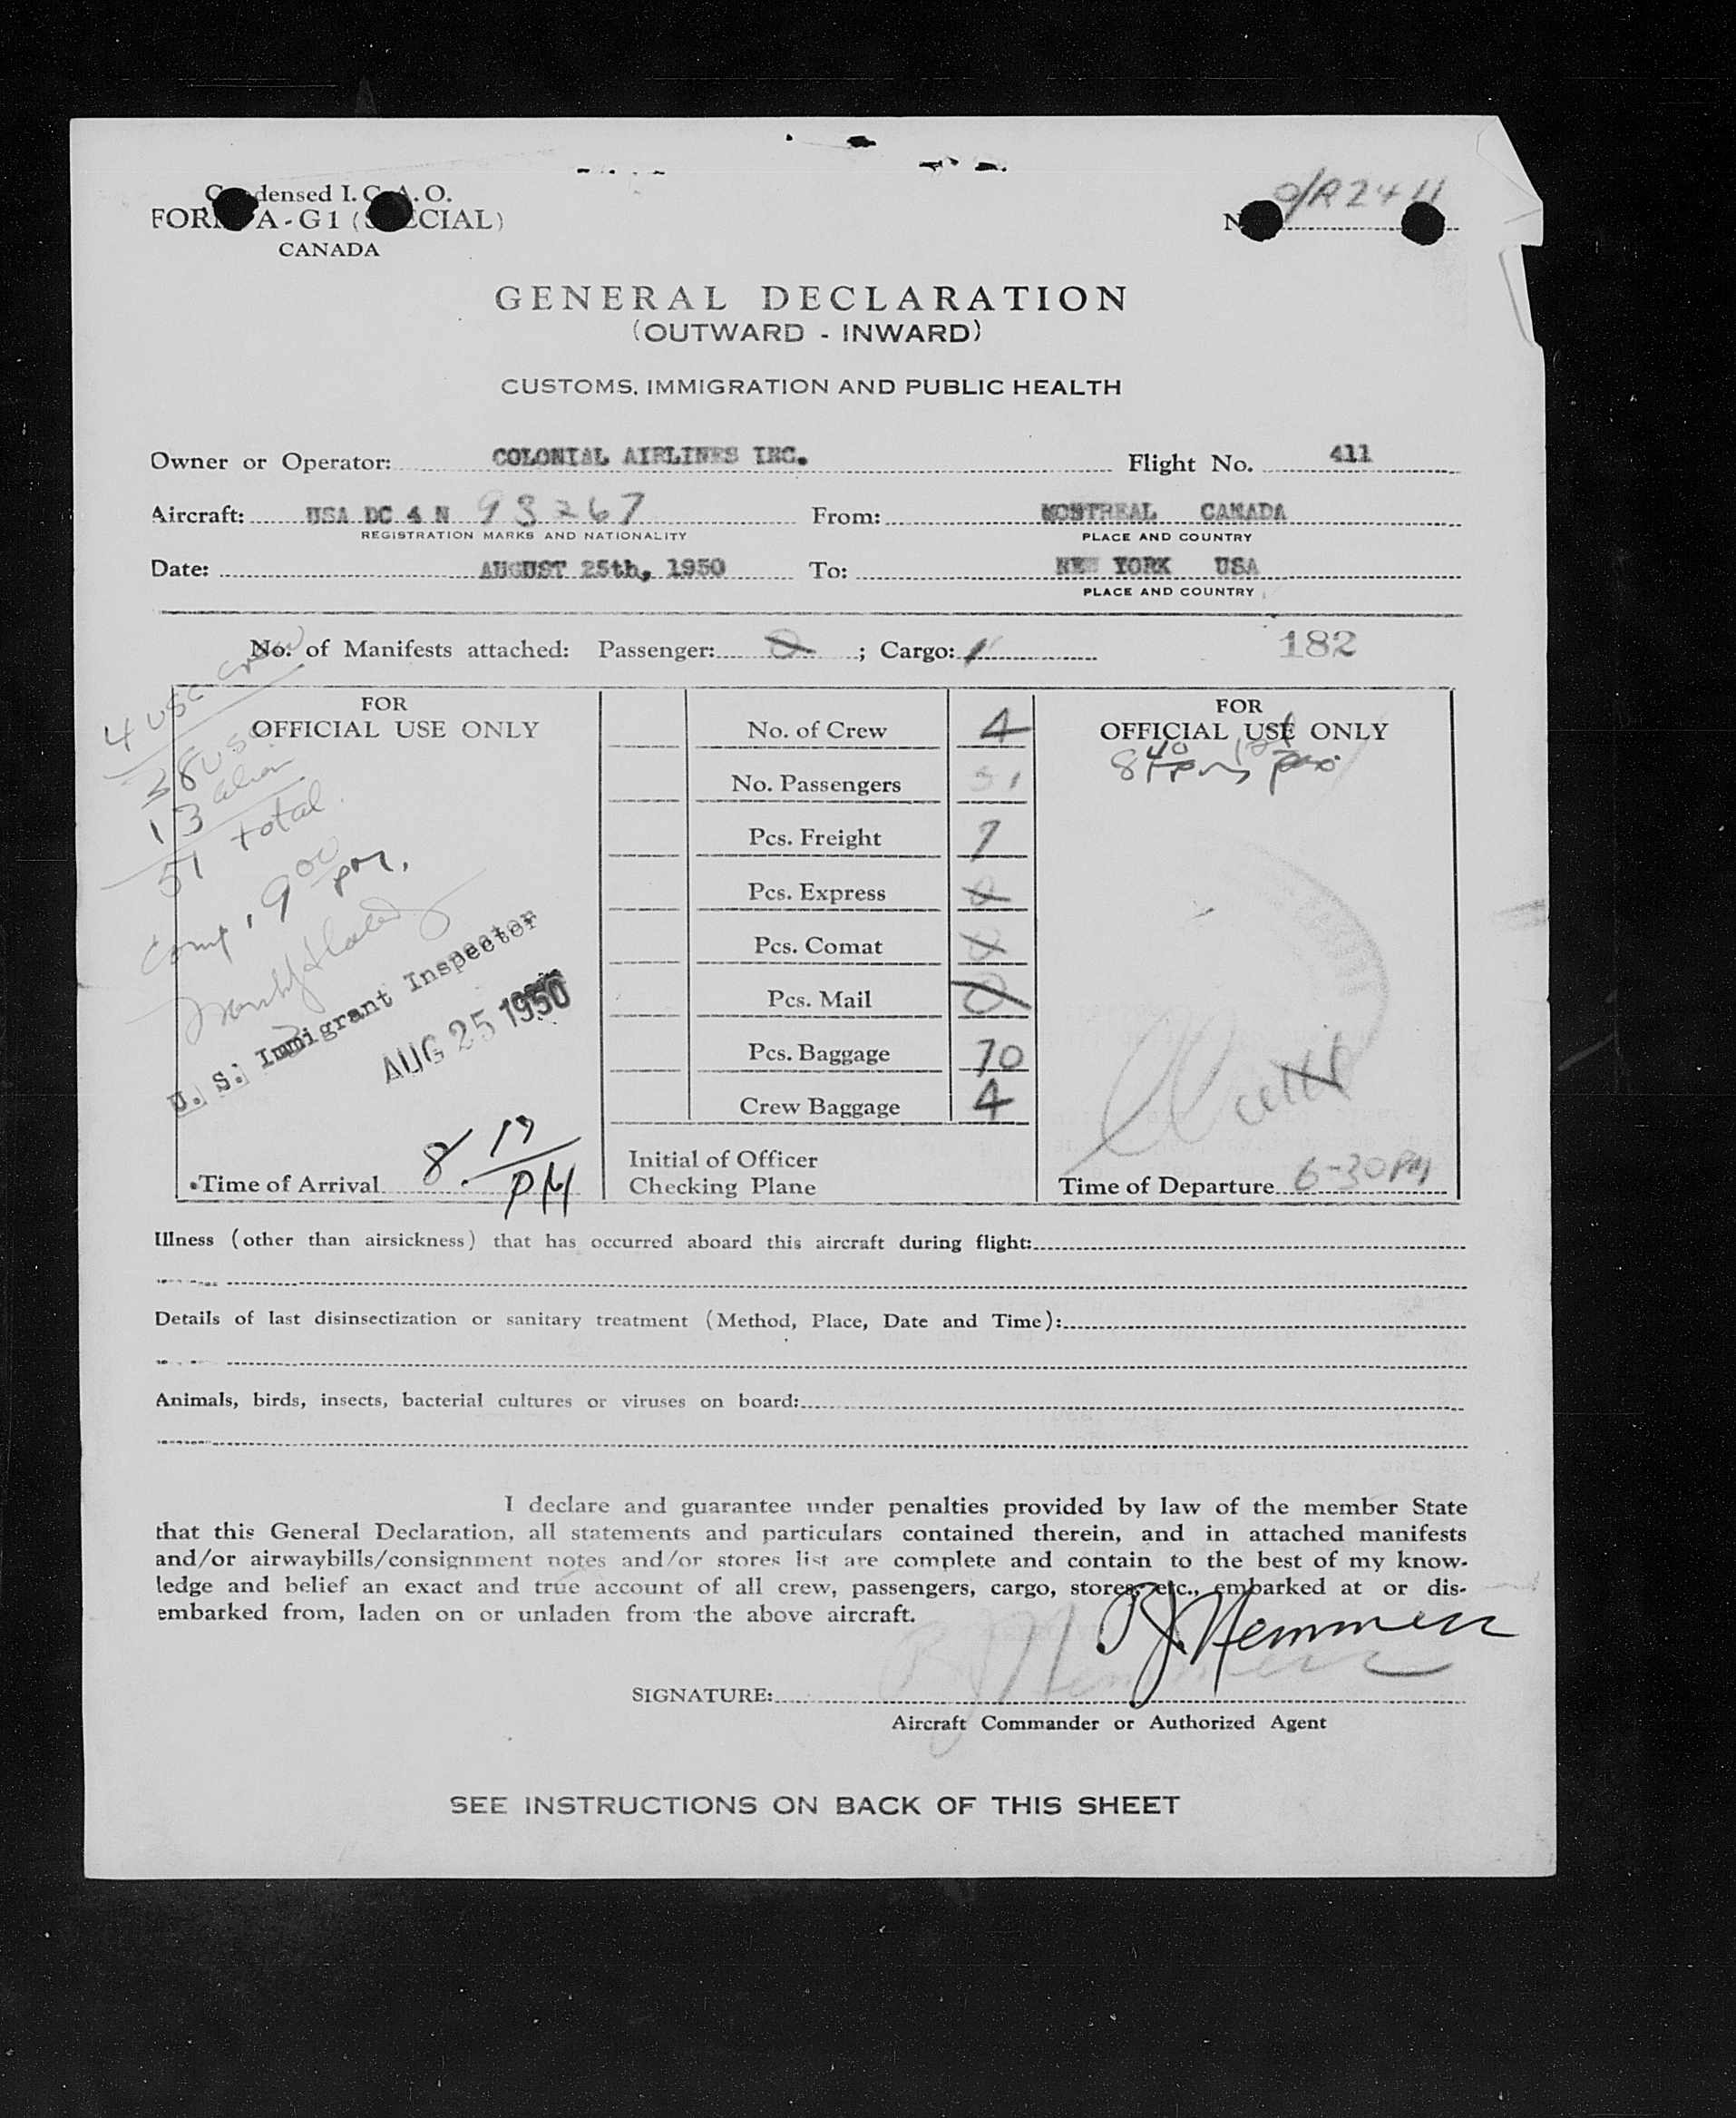 Condensed I. C. A. O.
FORM A-G1 (SPECIAL)
CANADA
O/R 2411
GENERAL DECLARATION
(OUTWARD - INWARD)
CUSTOMS, IMMIGRATION AND PUBLIC HEALTH
Owner or Operator: COLONIAL AIRLINES INC. Flight No. 411
Aircraft: USA DC 4 N 93267 From: MONTREAL CANADA
REGISTRATION MARKS AND NATIONALITY PLACE AND COUNTRY
Date: AUGUST 25th, 1950 To: NEW YORK USA
PLACE AND COUNTRY
No. of Manifests attached: Passenger: 2 ; Cargo: 1 182
4 USC crew
38 USC
13 alien
51 total
Comp. 9 00 pm.
U. S. Immigrant Inspector
AUG 25 1950
FOR
OFFICIAL USE ONLY
Time of Arrival 8.17 PM
No. of Crew 4
No. Passengers 51
Pcs. Freight 7
Pcs. Express
Pcs. Comat
Pcs. Mail 0
Pcs. Baggage 70
Crew Baggage 4
Initial of Officer
Checking Plane
FOR
OFFICIAL USE ONLY
8 40
Time of Departure 6-30 PM
Illness (other than airsickness) that has occurred aboard this aircraft during flight:
Details of last disinsectization or sanitary treatment (Method, Place, Date and Time):
Animals, birds, insects, bacterial cultures or viruses on board:
I declare and guarantee under penalties provided by law of the member State
that this General Declaration, all statements and particulars contained therein, and in attached manifests
and/or airwaybills/consignment notes and/or stores list are complete and contain to the best of my know-
ledge and belief an exact and true account of all crew, passengers, cargo, stores, etc., embarked at or dis-
embarked from, laden on or unladen from the above aircraft.
SIGNATURE:
Aircraft Commander or Authorized Agent
SEE INSTRUCTIONS ON BACK OF THIS SHEET